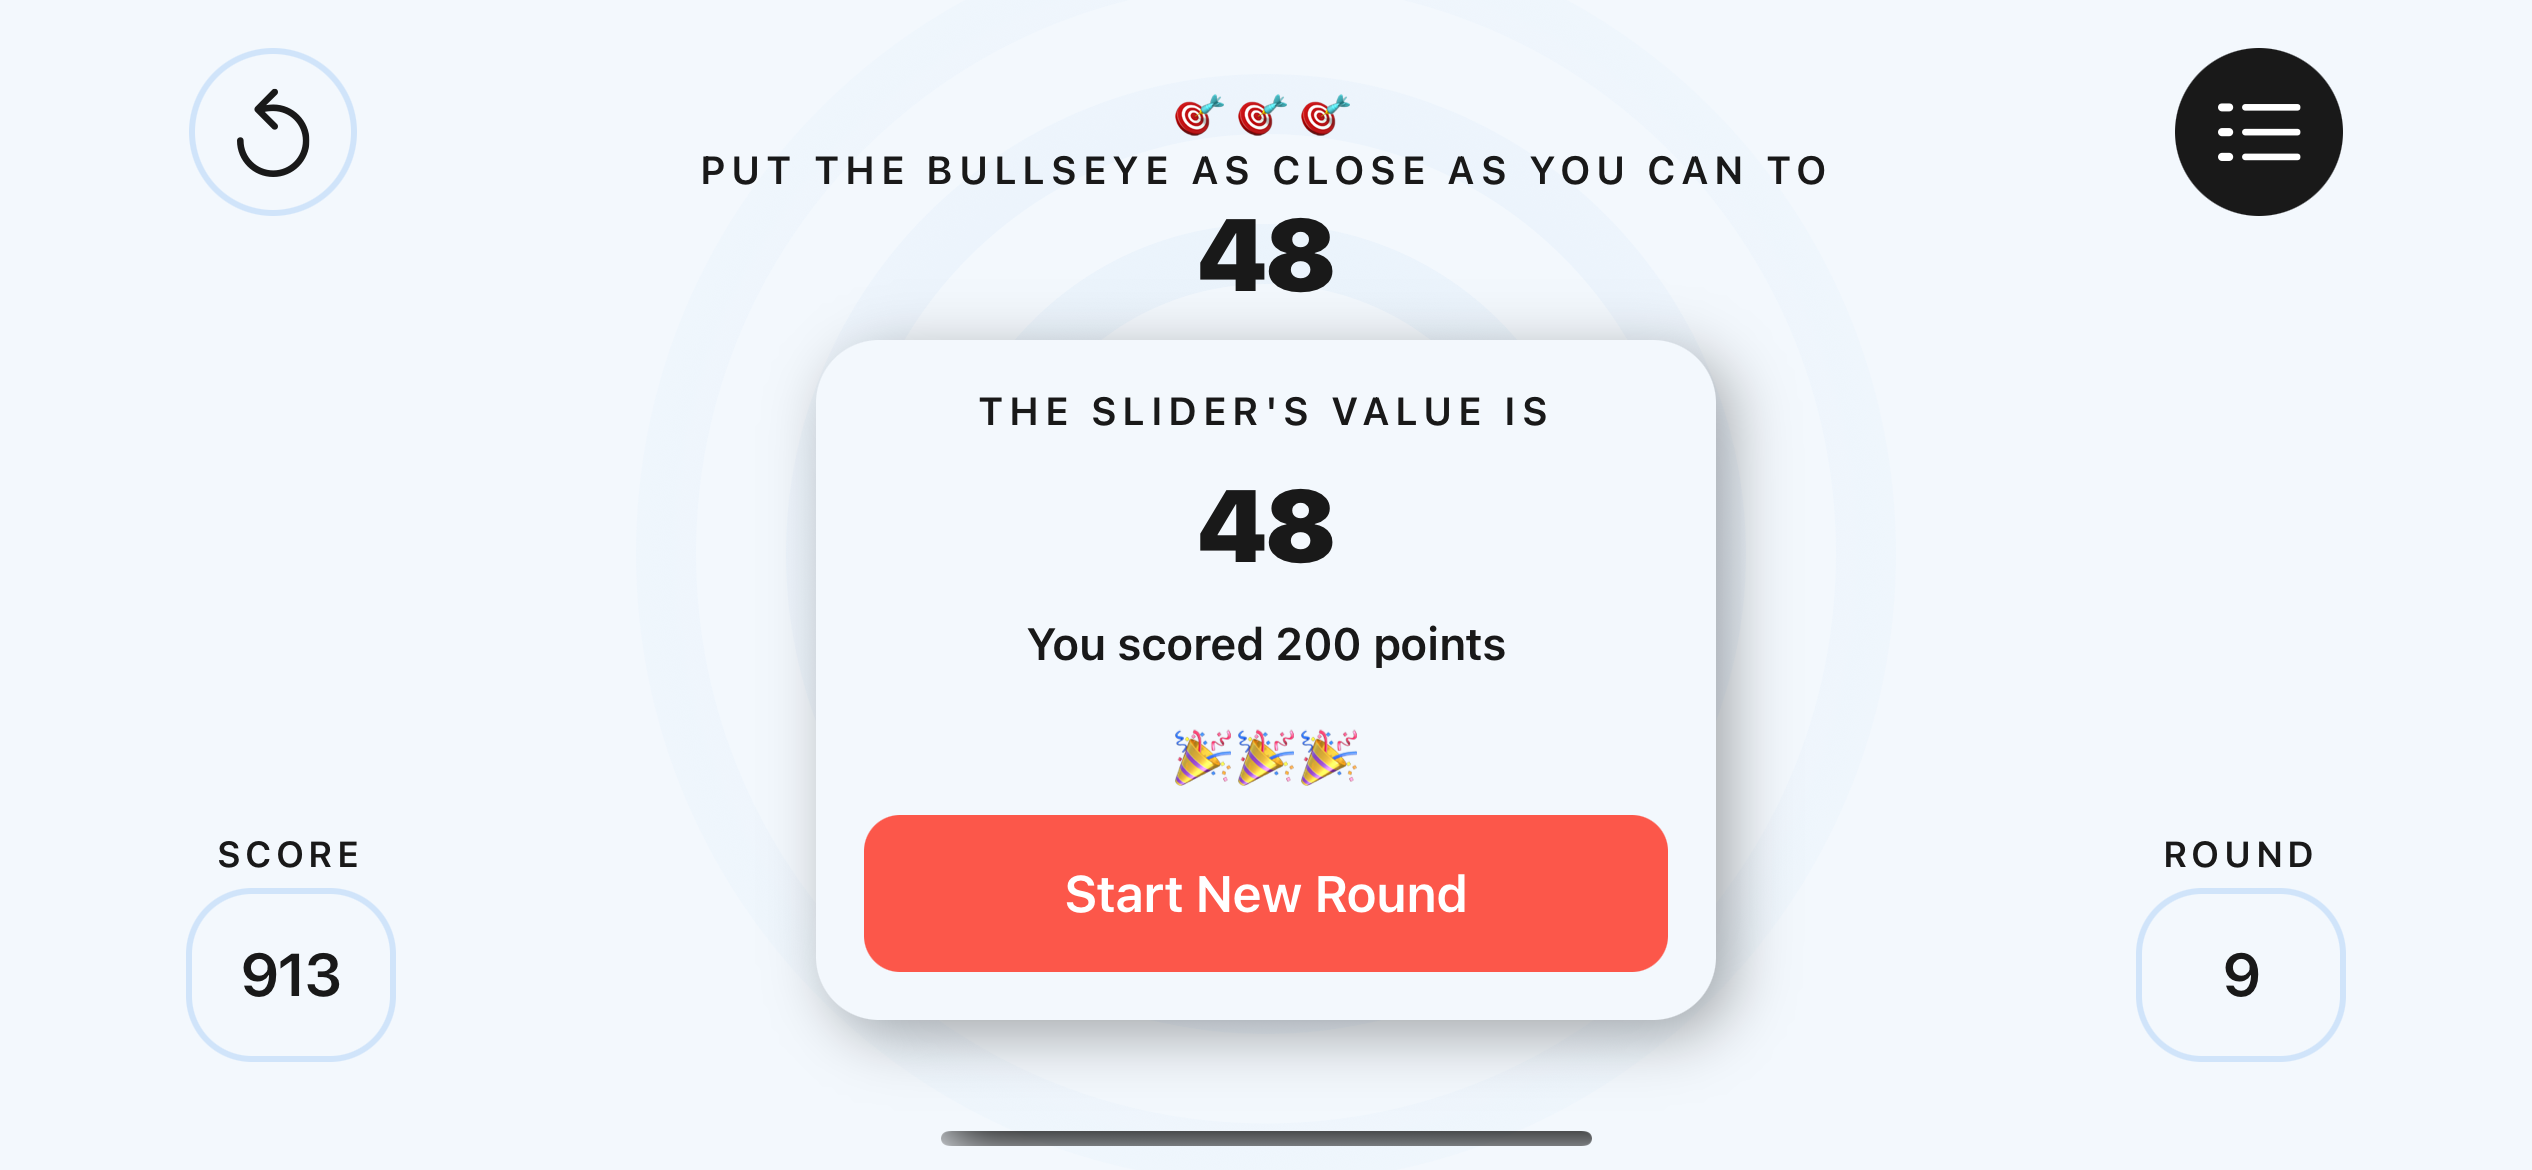 🎯🎯🎯
PUT THE BULLSEYE AS CLOSE AS YOU CAN TO
48
THE SLIDER'S VALUE IS
48
You scored 200 points
🎉🎉🎉
Start New Round
SCORE
913
ROUND
9